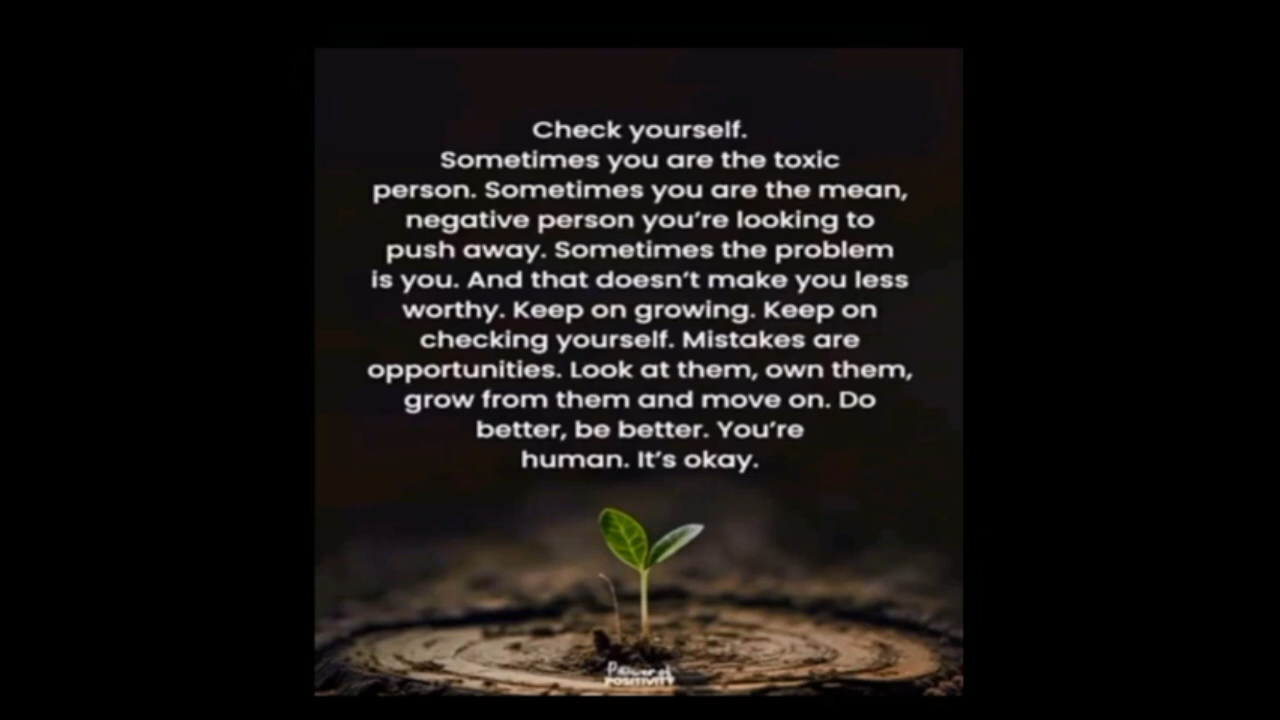 Check yourself.
Sometimes you are the toxic
person. Sometimes you are the mean,
negative person you’re looking to
push away. Sometimes the problem
is you. And that doesn’t make you less
worthy. Keep on growing. Keep on
checking yourself. Mistakes are
opportunities. Look at them, own them,
grow from them and move on. Do
better, be better. You’re
human. It’s okay.
Power of
POSITIVITY